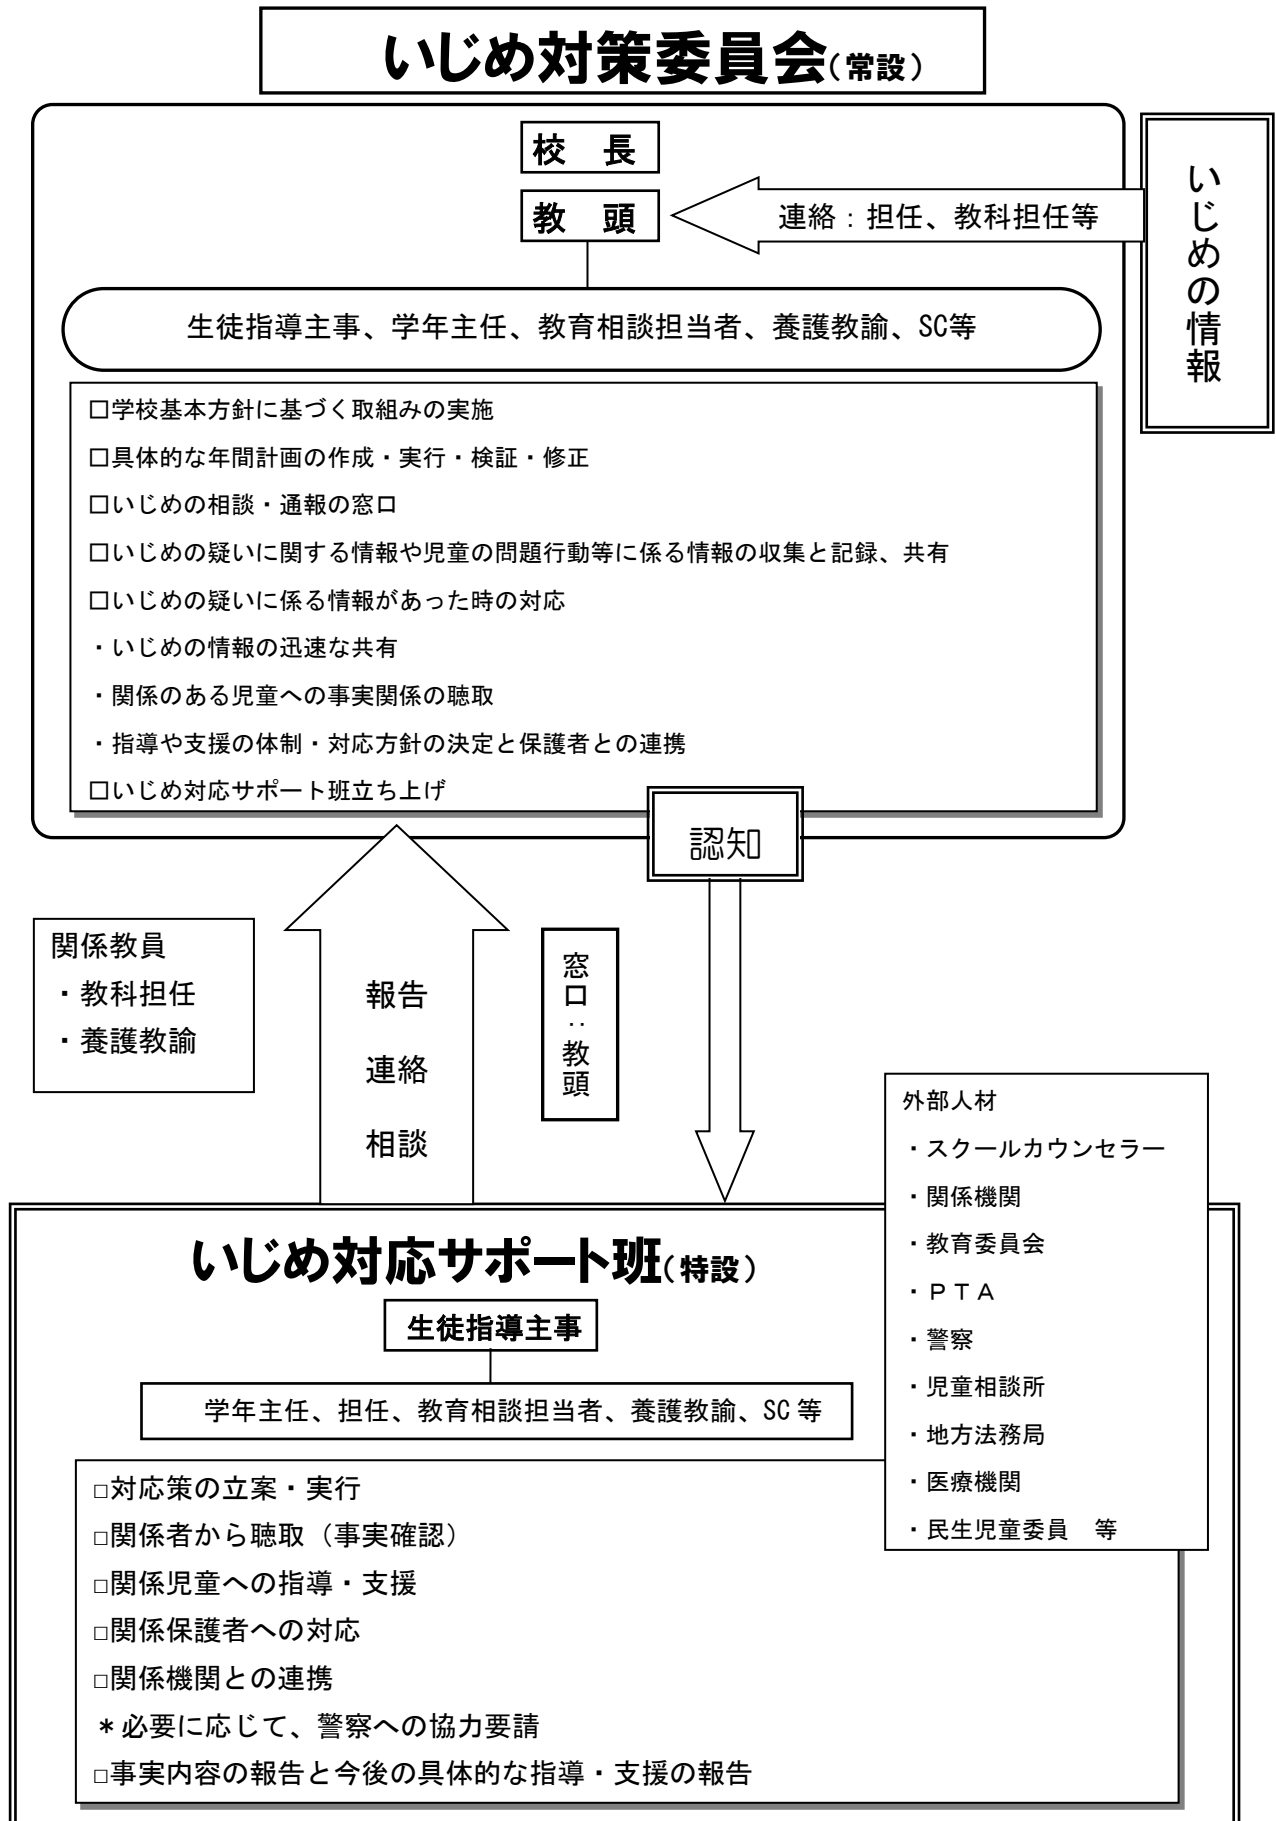 いじめ対策委員会（常設）
校　長
教　頭
連絡：担任、教科担任等
いじめの情報
生徒指導主事、学年主任、教育相談担当者、養護教諭、SC等
□学校基本方針に基づく取組みの実施
□具体的な年間計画の作成・実行・検証・修正
□いじめの相談・通報の窓口
□いじめの疑いに関する情報や児童の問題行動等に係る情報の収集と記録、共有
□いじめの疑いに係る情報があった時の対応
・いじめの情報の迅速な共有
・関係のある児童への事実関係の聴取
・指導や支援の体制・対応方針の決定と保護者との連携
□いじめ対応サポート班立ち上げ
認知
関係教員
・教科担任
・養護教諭
報告
連絡
相談
窓口：教頭
外部人材
・スクールカウンセラー
・関係機関
・教育委員会
・ＰＴＡ
・警察
・児童相談所
・地方法務局
・医療機関
・民生児童委員　等
いじめ対応サポート班（特設）
生徒指導主事
学年主任、担任、教育相談担当者、養護教諭、SC 等
□対応策の立案・実行
□関係者から聴取（事実確認）
□関係児童への指導・支援
□関係保護者への対応
□関係機関との連携
＊必要に応じて、警察への協力要請
□事実内容の報告と今後の具体的な指導・支援の報告